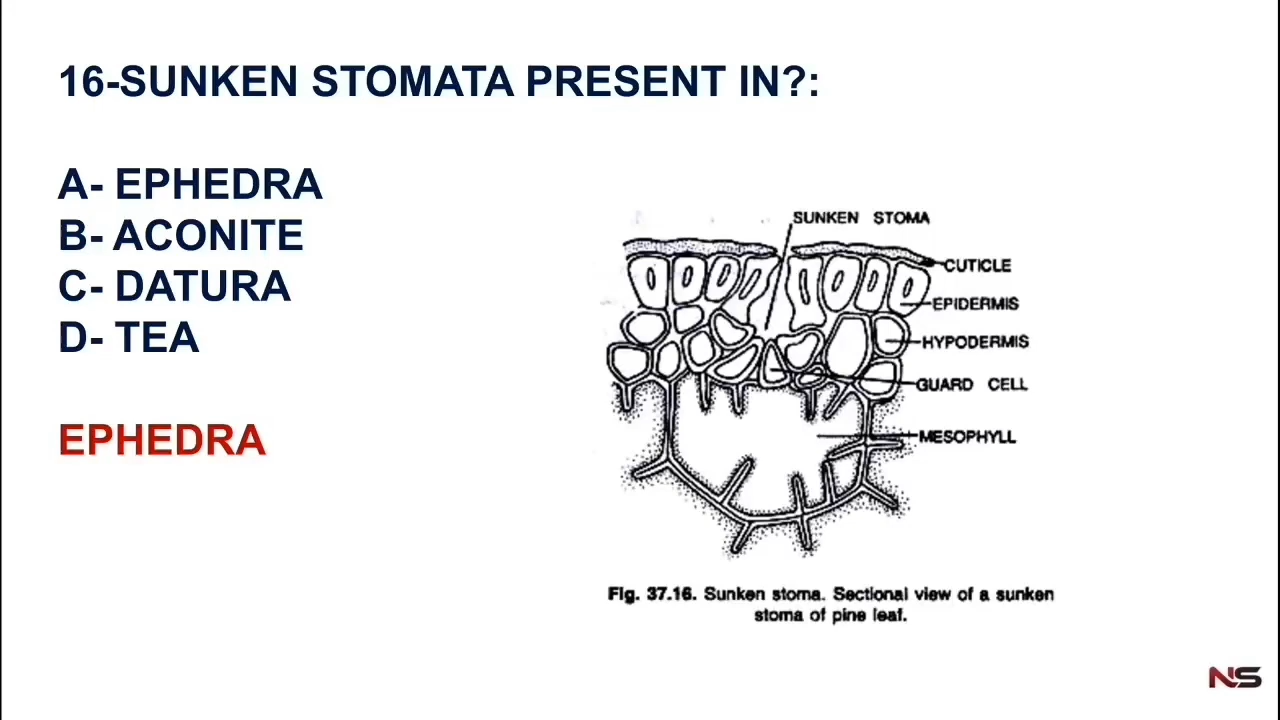 16-SUNKEN STOMATA PRESENT IN?:
A- EPHEDRA
B- ACONITE
C- DATURA
D- TEA
EPHEDRA
SUNKEN STOMA
CUTICLE
EPIDERMIS
HYPODERMIS
GUARD CELL
MESOPHYLL
Fig. 37.16. Sunken stoma. Sectional view of a sunken
stoma of pine leaf.
NS